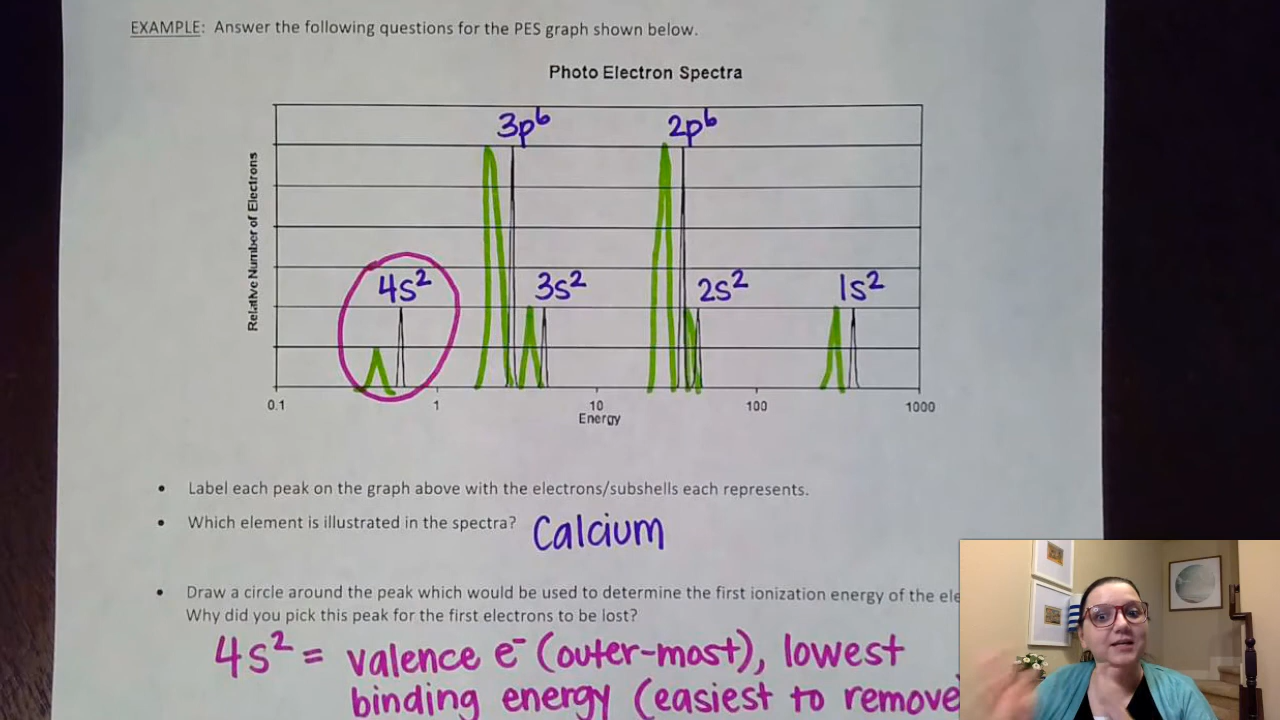 EXAMPLE: Answer the following questions for the PES graph shown below.
Photo Electron Spectra
3p⁶ 2p⁶
4s² 3s² 2s² 1s²
Relative Number of Electrons
0.1 1 10 100 1000
Energy
• Label each peak on the graph above with the electrons/subshells each represents.
• Which element is illustrated in the spectra? Calcium
• Draw a circle around the peak which would be used to determine the first ionization energy of the ele
Why did you pick this peak for the first electrons to be lost?
4s² = valence e⁻ (outer-most), lowest
binding energy (easiest to remove